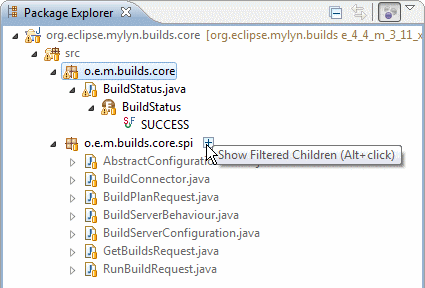 Package Explorer
org.eclipse.mylyn.builds.core [org.eclipse.mylyn.builds e_4_4_m_3_11_x
src
o.e.m.builds.core
BuildStatus.java
BuildStatus
SUCCESS
o.e.m.builds.core.spi
Show Filtered Children (Alt+click)
AbstractConfiguration
BuildConnector.java
BuildPlanRequest.java
BuildServerBehaviour.java
BuildServerConfiguration.java
GetBuildsRequest.java
RunBuildRequest.java